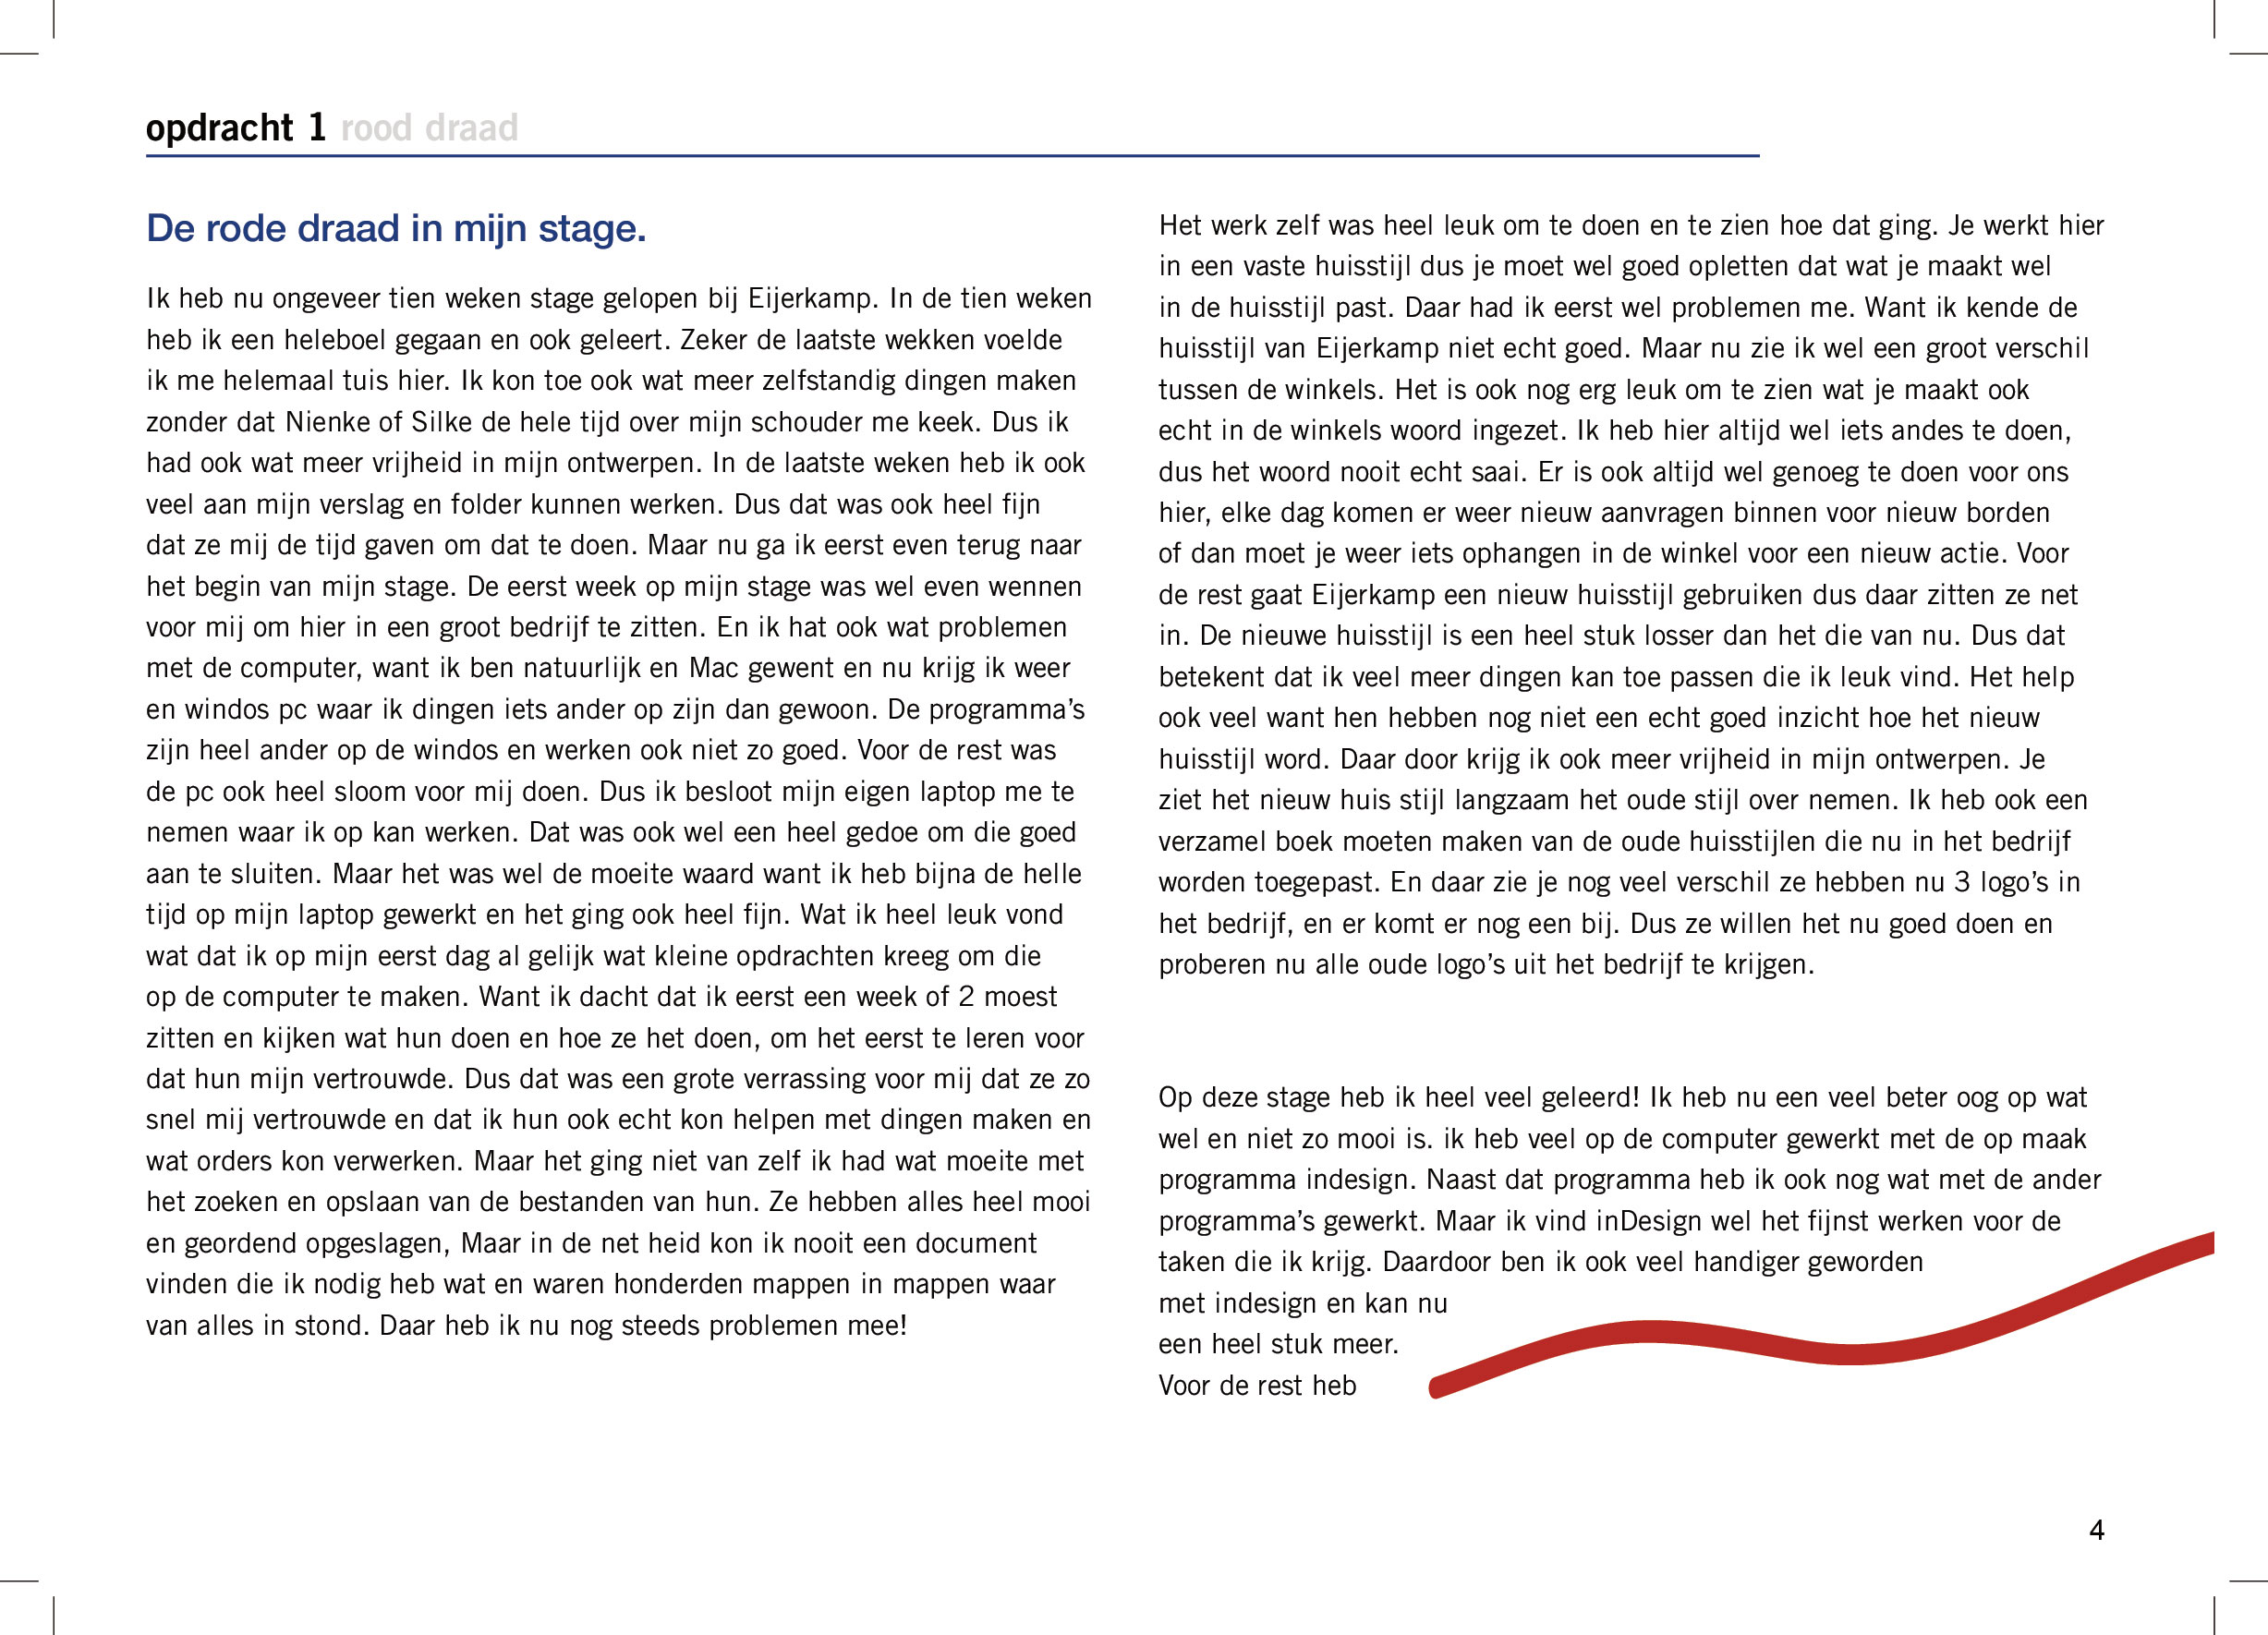 opdracht 1 rood draad
De rode draad in mijn stage.
Ik heb nu ongeveer tien weken stage gelopen bij Eijerkamp. In de tien weken
heb ik een heleboel gegaan en ook geleert. Zeker de laatste wekken voelde
ik me helemaal tuis hier. Ik kon toe ook wat meer zelfstandig dingen maken
zonder dat Nienke of Silke de hele tijd over mijn schouder me keek. Dus ik
had ook wat meer vrijheid in mijn ontwerpen. In de laatste weken heb ik ook
veel aan mijn verslag en folder kunnen werken. Dus dat was ook heel fijn
dat ze mij de tijd gaven om dat te doen. Maar nu ga ik eerst even terug naar
het begin van mijn stage. De eerst week op mijn stage was wel even wennen
voor mij om hier in een groot bedrijf te zitten. En ik hat ook wat problemen
met de computer, want ik ben natuurlijk en Mac gewent en nu krijg ik weer
en windos pc waar ik dingen iets ander op zijn dan gewoon. De programma’s
zijn heel ander op de windos en werken ook niet zo goed. Voor de rest was
de pc ook heel sloom voor mij doen. Dus ik besloot mijn eigen laptop me te
nemen waar ik op kan werken. Dat was ook wel een heel gedoe om die goed
aan te sluiten. Maar het was wel de moeite waard want ik heb bijna de helle
tijd op mijn laptop gewerkt en het ging ook heel fijn. Wat ik heel leuk vond
wat dat ik op mijn eerst dag al gelijk wat kleine opdrachten kreeg om die
op de computer te maken. Want ik dacht dat ik eerst een week of 2 moest
zitten en kijken wat hun doen en hoe ze het doen, om het eerst te leren voor
dat hun mijn vertrouwde. Dus dat was een grote verrassing voor mij dat ze zo
snel mij vertrouwde en dat ik hun ook echt kon helpen met dingen maken en
wat orders kon verwerken. Maar het ging niet van zelf ik had wat moeite met
het zoeken en opslaan van de bestanden van hun. Ze hebben alles heel mooi
en geordend opgeslagen, Maar in de net heid kon ik nooit een document
vinden die ik nodig heb wat en waren honderden mappen in mappen waar
van alles in stond. Daar heb ik nu nog steeds problemen mee!
Het werk zelf was heel leuk om te doen en te zien hoe dat ging. Je werkt hier
in een vaste huisstijl dus je moet wel goed opletten dat wat je maakt wel
in de huisstijl past. Daar had ik eerst wel problemen me. Want ik kende de
huisstijl van Eijerkamp niet echt goed. Maar nu zie ik wel een groot verschil
tussen de winkels. Het is ook nog erg leuk om te zien wat je maakt ook
echt in de winkels woord ingezet. Ik heb hier altijd wel iets andes te doen,
dus het woord nooit echt saai. Er is ook altijd wel genoeg te doen voor ons
hier, elke dag komen er weer nieuw aanvragen binnen voor nieuw borden
of dan moet je weer iets ophangen in de winkel voor een nieuw actie. Voor
de rest gaat Eijerkamp een nieuw huisstijl gebruiken dus daar zitten ze net
in. De nieuwe huisstijl is een heel stuk losser dan het die van nu. Dus dat
betekent dat ik veel meer dingen kan toe passen die ik leuk vind. Het help
ook veel want hen hebben nog niet een echt goed inzicht hoe het nieuw
huisstijl word. Daar door krijg ik ook meer vrijheid in mijn ontwerpen. Je
ziet het nieuw huis stijl langzaam het oude stijl over nemen. Ik heb ook een
verzamel boek moeten maken van de oude huisstijlen die nu in het bedrijf
worden toegepast. En daar zie je nog veel verschil ze hebben nu 3 logo’s in
het bedrijf, en er komt er nog een bij. Dus ze willen het nu goed doen en
proberen nu alle oude logo’s uit het bedrijf te krijgen.
Op deze stage heb ik heel veel geleerd! Ik heb nu een veel beter oog op wat
wel en niet zo mooi is. ik heb veel op de computer gewerkt met de op maak
programma indesign. Naast dat programma heb ik ook nog wat met de ander
programma’s gewerkt. Maar ik vind inDesign wel het fijnst werken voor de
taken die ik krijg. Daardoor ben ik ook veel handiger geworden
met indesign en kan nu
een heel stuk meer.
Voor de rest heb
4